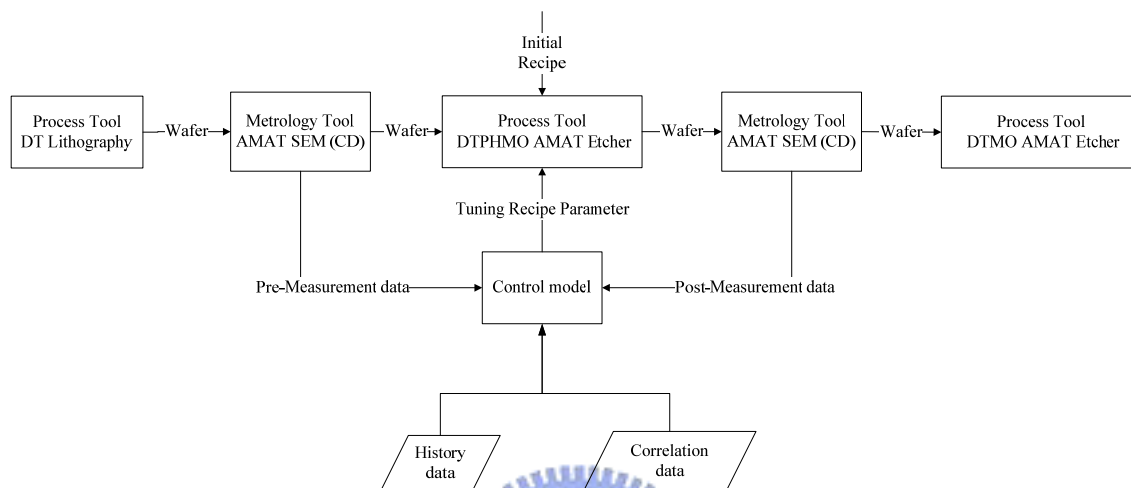 Initial
Recipe
Process Tool
DT Lithography
Wafer
Metrology Tool
AMAT SEM (CD)
Wafer
Process Tool
DTPHMO AMAT Etcher
Wafer
Metrology Tool
AMAT SEM (CD)
Wafer
Process Tool
DTMO AMAT Etcher
Tuning Recipe Parameter
Pre-Measurement data
Control model
Post-Measurement data
History
data
Correlation
data